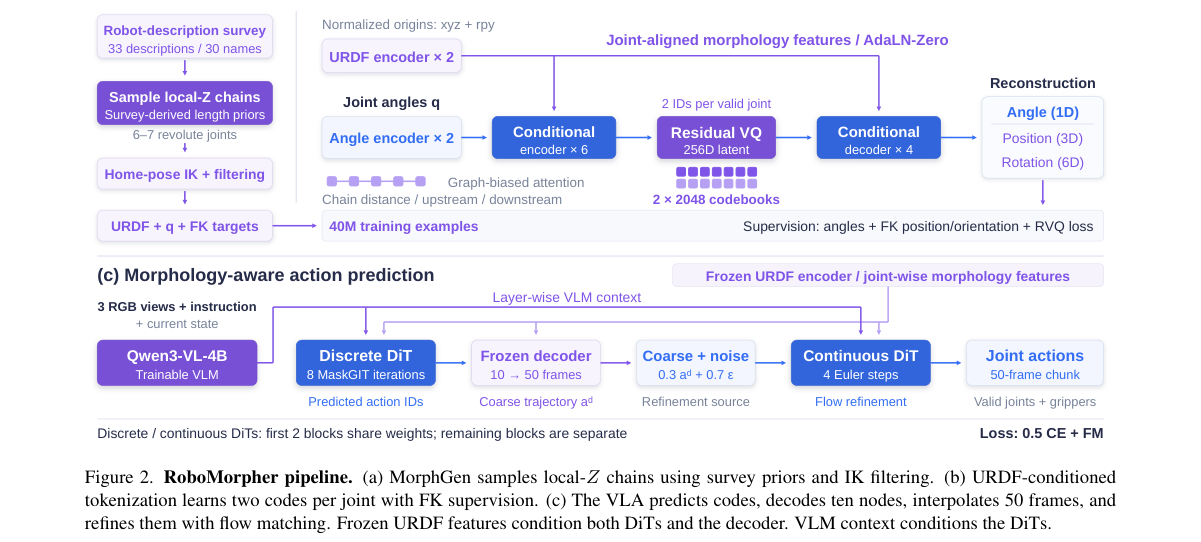 Robot-description survey
33 descriptions / 30 names
Sample local-Z chains
Survey-derived length priors
6–7 revolute joints
Home-pose IK + filtering
URDF + q + FK targets
Normalized origins: xyz + rpy
URDF encoder × 2
Joint-aligned morphology features / AdaLN-Zero
Joint angles q
Angle encoder × 2
Conditional
encoder × 6
2 IDs per valid joint
Residual VQ
256D latent
2 × 2048 codebooks
Conditional
decoder × 4
Reconstruction
Angle (1D)
Position (3D)
Rotation (6D)
Graph-biased attention
Chain distance / upstream / downstream
40M training examples
Supervision: angles + FK position/orientation + RVQ loss
(c) Morphology-aware action prediction
Frozen URDF encoder / joint-wise morphology features
3 RGB views + instruction
+ current state
Layer-wise VLM context
Qwen3-VL-4B
Trainable VLM
Discrete DiT
8 MaskGIT iterations
Predicted action IDs
Frozen decoder
10 → 50 frames
Coarse trajectory aᵈ
Coarse + noise
0.3 aᵈ + 0.7 ε
Refinement source
Continuous DiT
4 Euler steps
Flow refinement
Joint actions
50-frame chunk
Valid joints + grippers
Discrete / continuous DiTs: first 2 blocks share weights; remaining blocks are separate
Loss: 0.5 CE + FM
Figure 2. RoboMorpher pipeline. (a) MorphGen samples local-Z chains using survey priors and IK filtering. (b) URDF-conditioned
tokenization learns two codes per joint with FK supervision. (c) The VLA predicts codes, decodes ten nodes, interpolates 50 frames, and
refines them with flow matching. Frozen URDF features condition both DiTs and the decoder. VLM context conditions the DiTs.